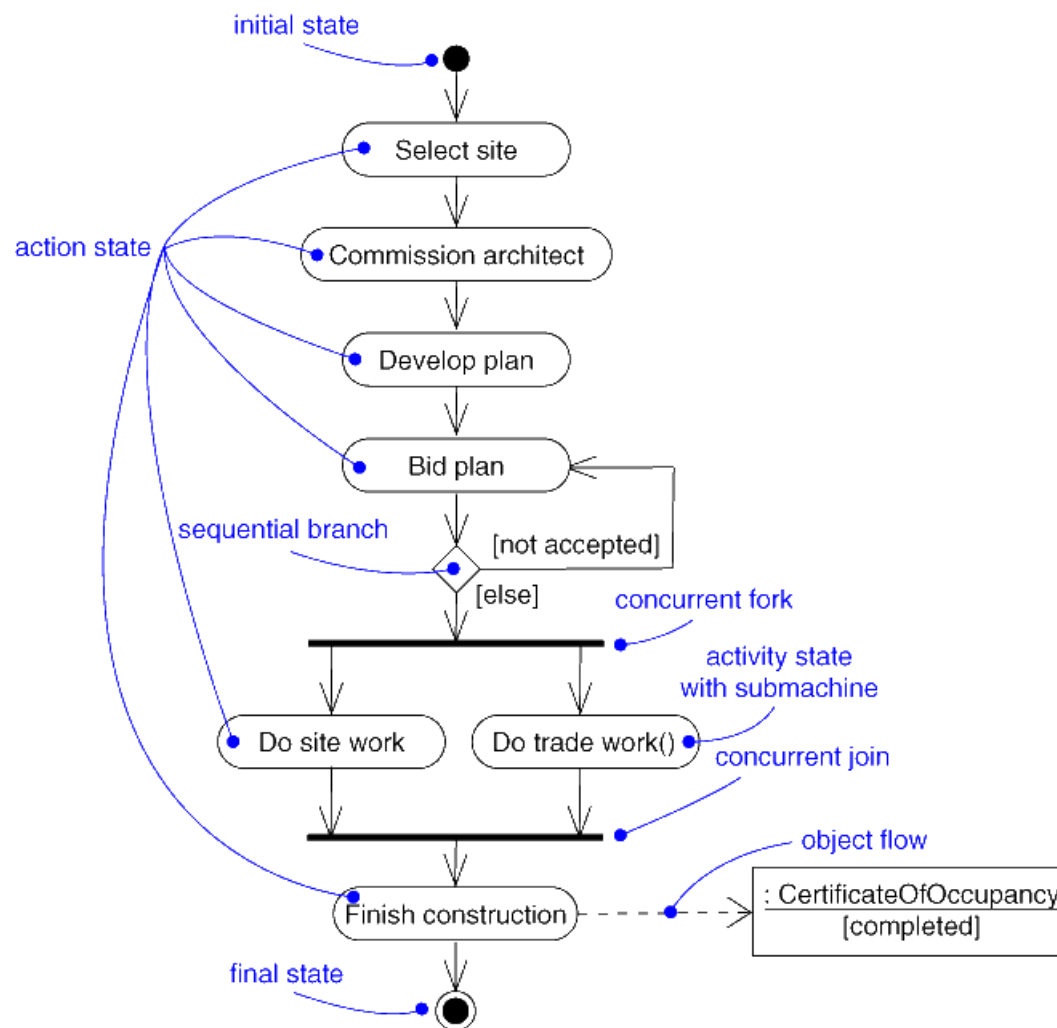 initial state
Select site
action state
Commission architect
Develop plan
Bid plan
sequential branch
[not accepted]
[else]
concurrent fork
activity state
with submachine
Do site work
Do trade work()
concurrent join
object flow
: CertificateOfOccupancy
[completed]
Finish construction
final state